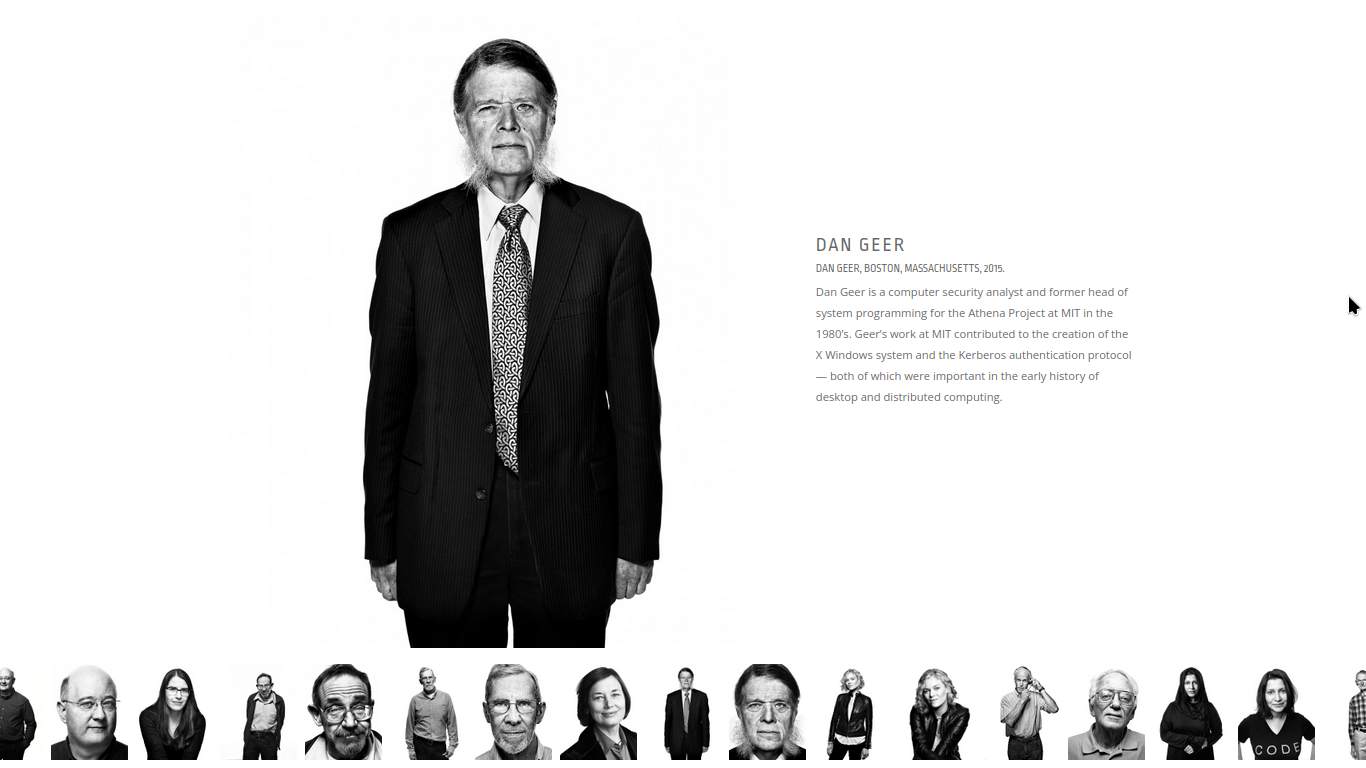 DAN GEER
DAN GEER, BOSTON, MASSACHUSETTS, 2015.
Dan Geer is a computer security analyst and former head of
system programming for the Athena Project at MIT in the
1980's. Geer's work at MIT contributed to the creation of the
X Windows system and the Kerberos authentication protocol
— both of which were important in the early history of
desktop and distributed computing.
CODE